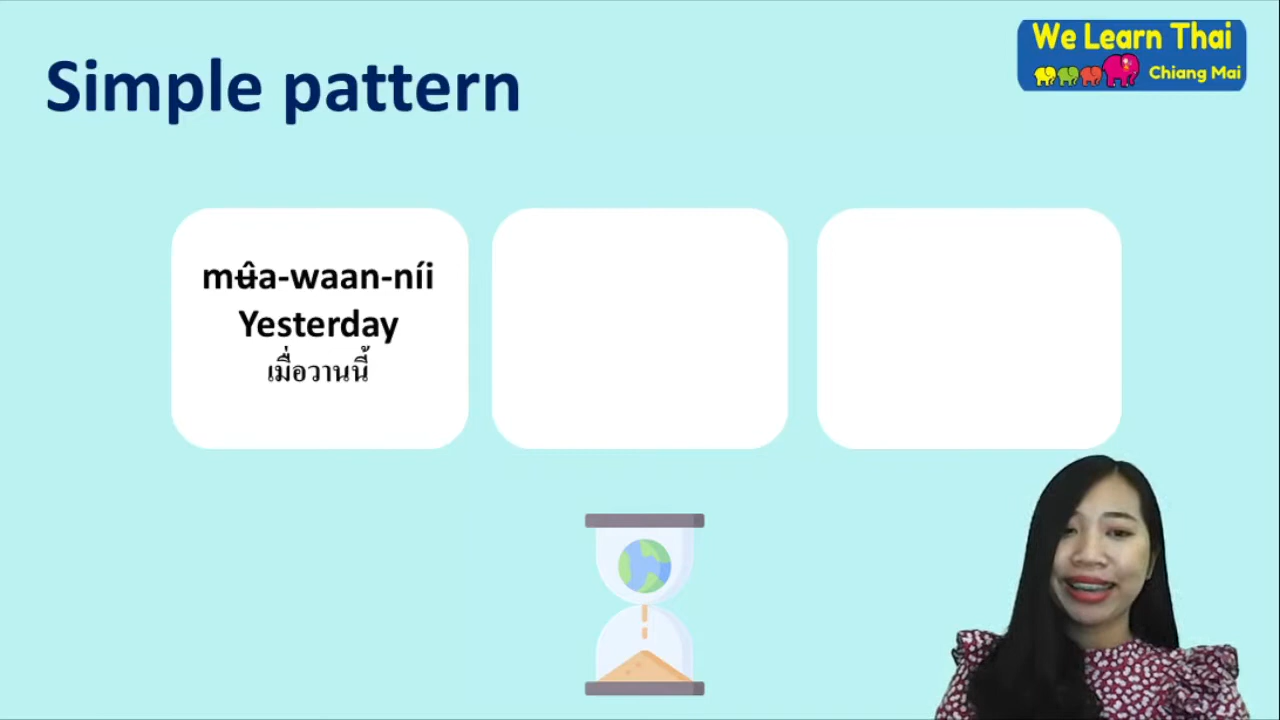 Simple pattern
We Learn Thai
Chiang Mai
mʉ̂a-waan-níi
Yesterday
เมื่อวานนี้